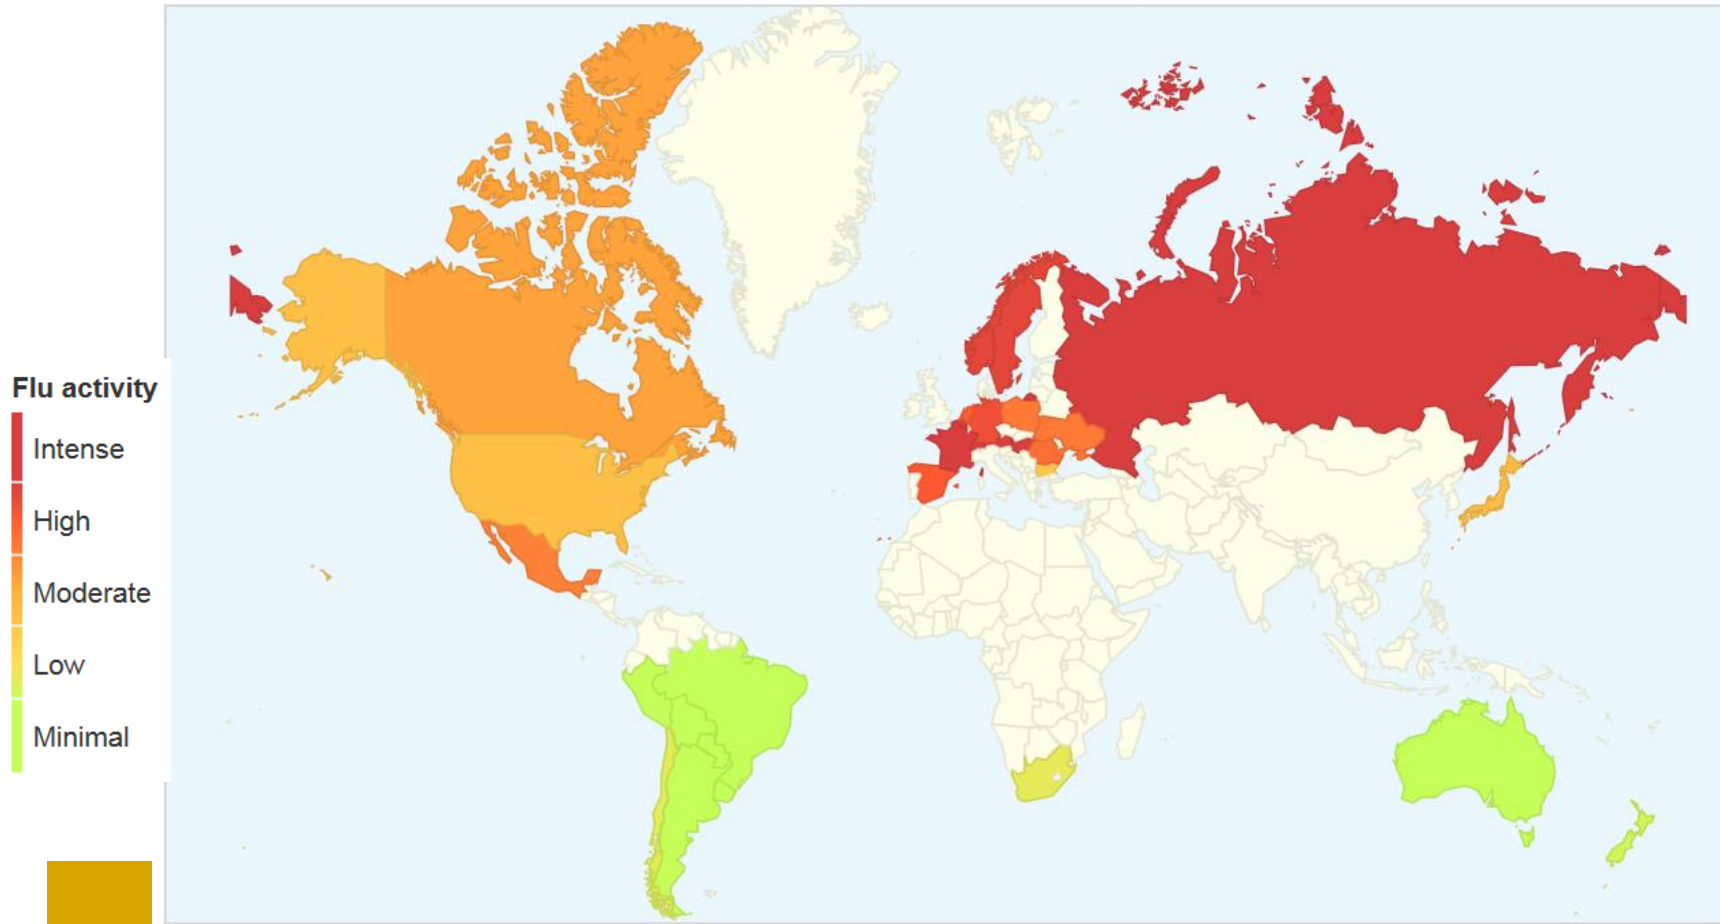 Flu activity
Intense
High
Moderate
Low
Minimal